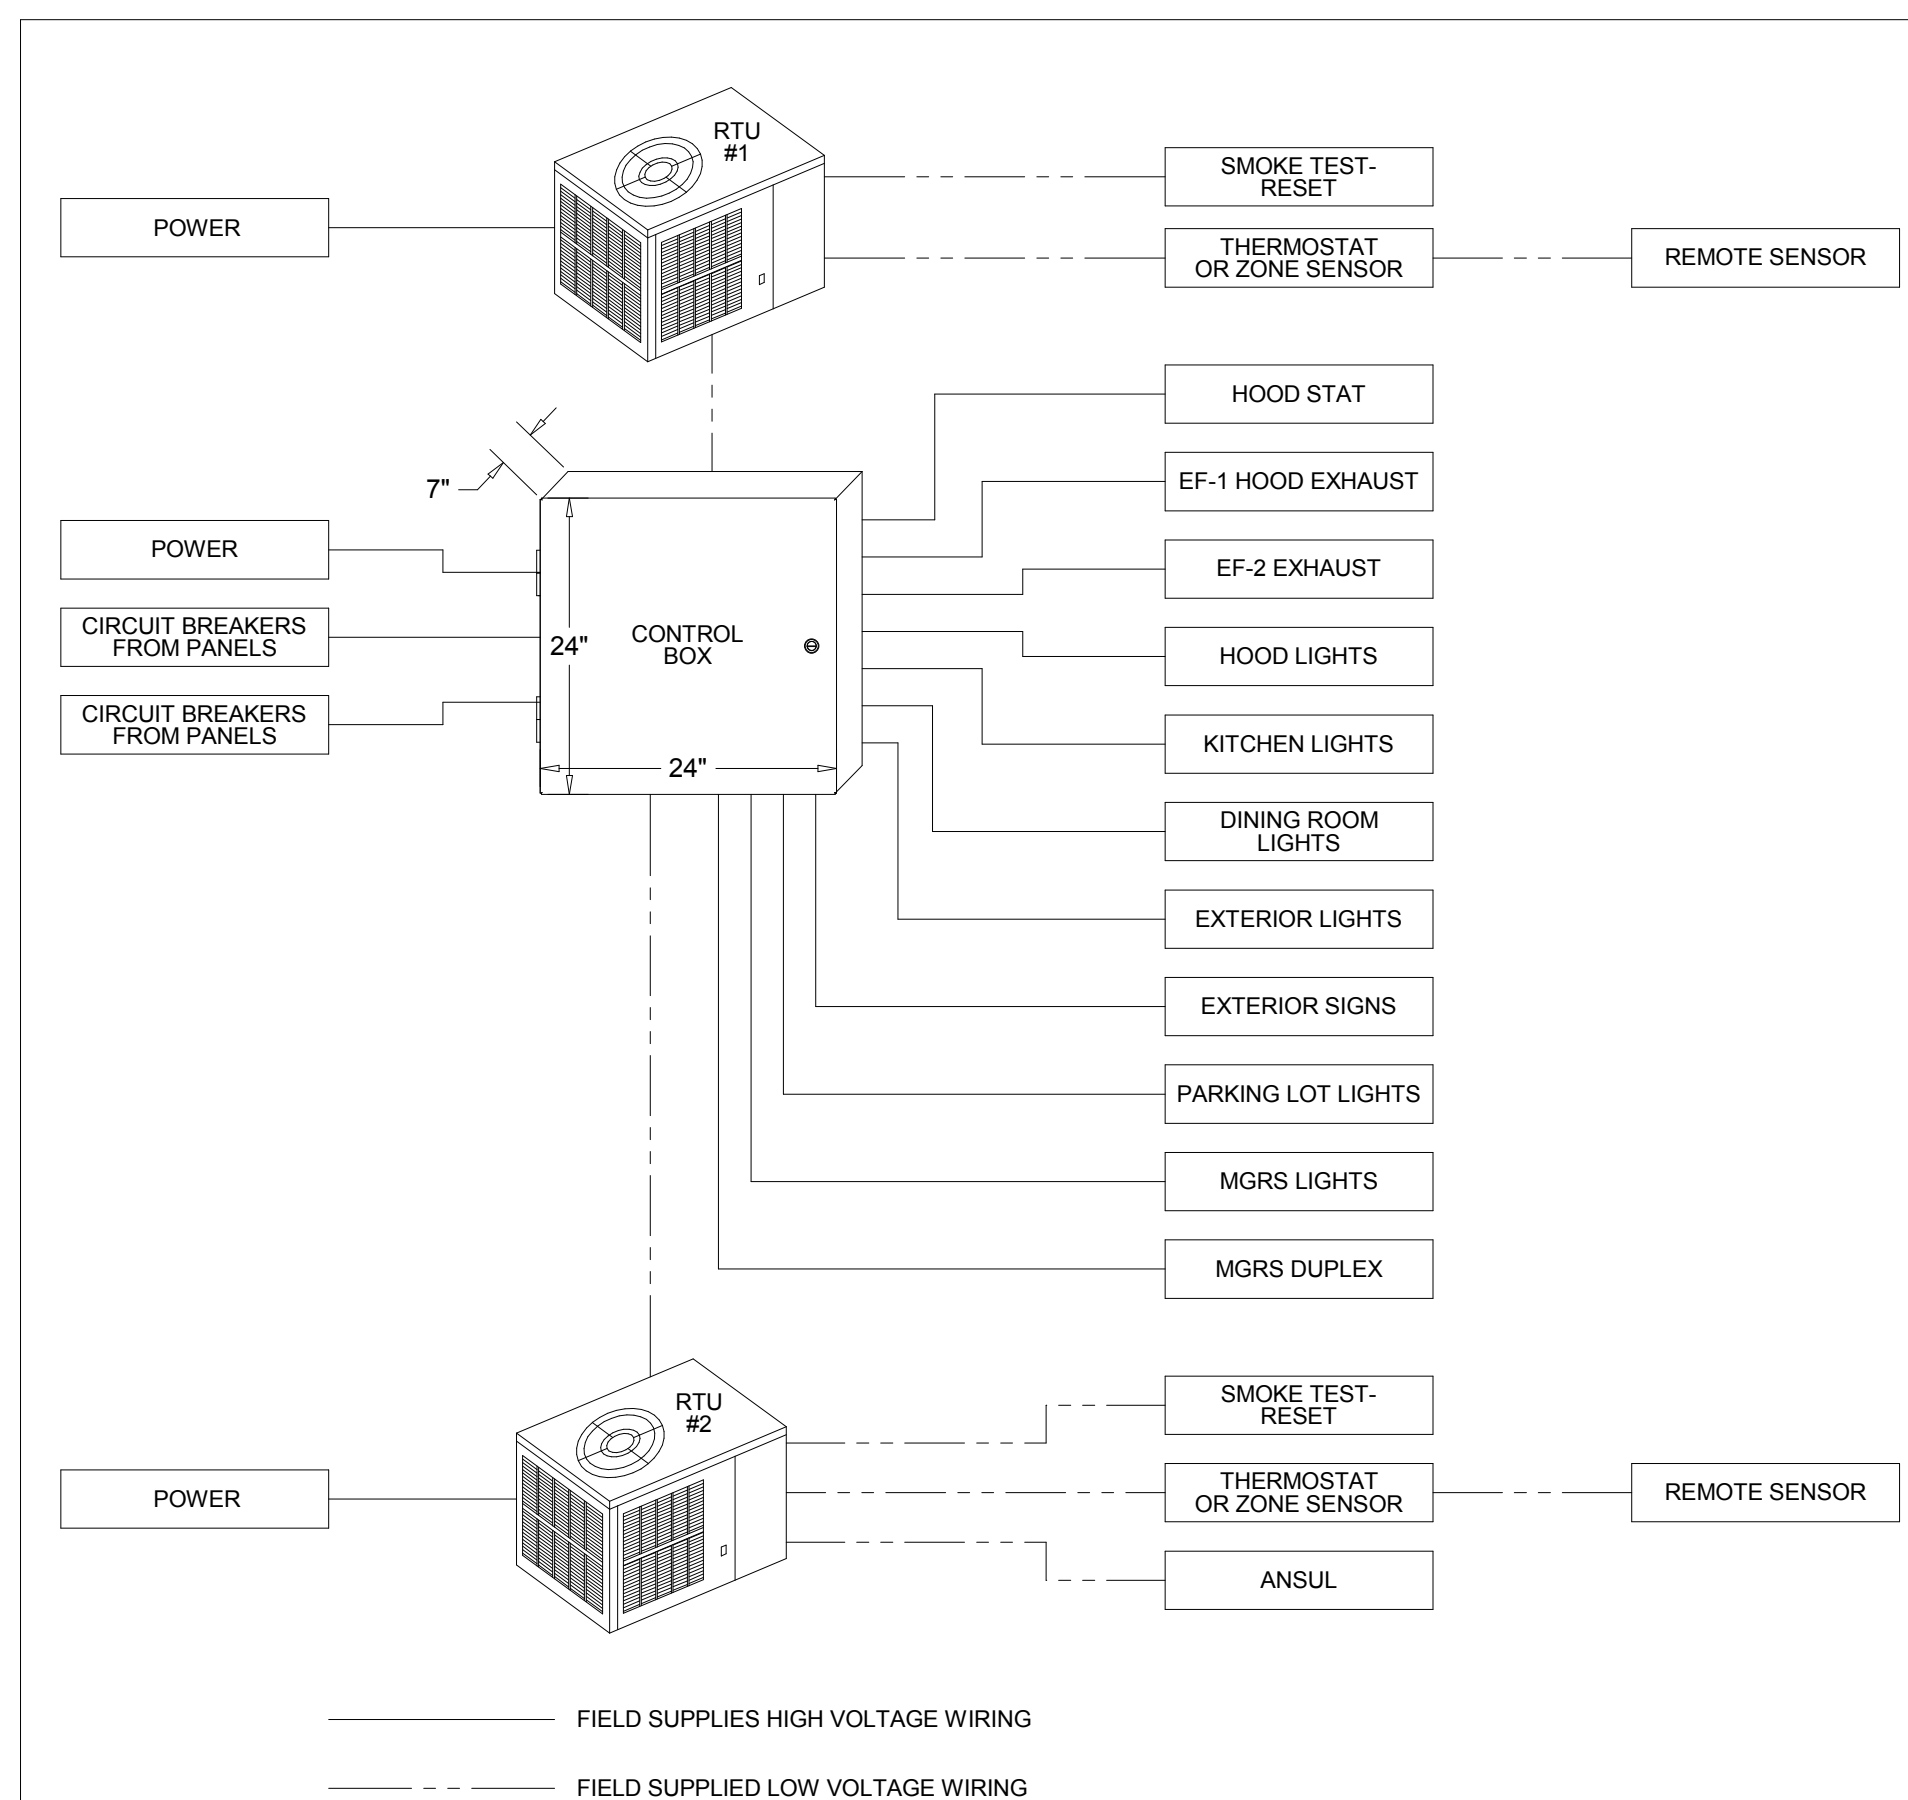 RTU
#1
SMOKE TEST-
RESET
POWER
THERMOSTAT
OR ZONE SENSOR
REMOTE SENSOR
HOOD STAT
7"
EF-1 HOOD EXHAUST
POWER
EF-2 EXHAUST
CIRCUIT BREAKERS
FROM PANELS
24"
CONTROL
BOX
HOOD LIGHTS
CIRCUIT BREAKERS
FROM PANELS
KITCHEN LIGHTS
24"
DINING ROOM
LIGHTS
EXTERIOR LIGHTS
EXTERIOR SIGNS
PARKING LOT LIGHTS
MGRS LIGHTS
MGRS DUPLEX
RTU
#2
SMOKE TEST-
RESET
POWER
THERMOSTAT
OR ZONE SENSOR
REMOTE SENSOR
ANSUL
FIELD SUPPLIES HIGH VOLTAGE WIRING
FIELD SUPPLIED LOW VOLTAGE WIRING